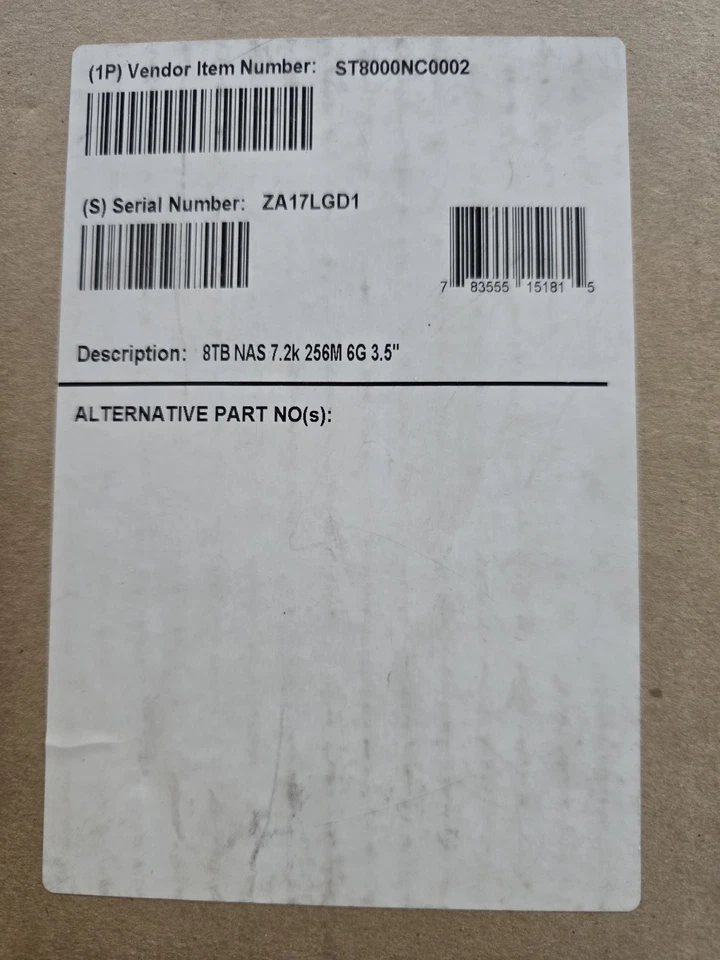 (1P) Vendor Item Number: ST8000NC0002
(S) Serial Number: ZA17LGD1
7 83555 15181 5
Description: 8TB NAS 7.2k 256M 6G 3.5"
ALTERNATIVE PART NO(s):